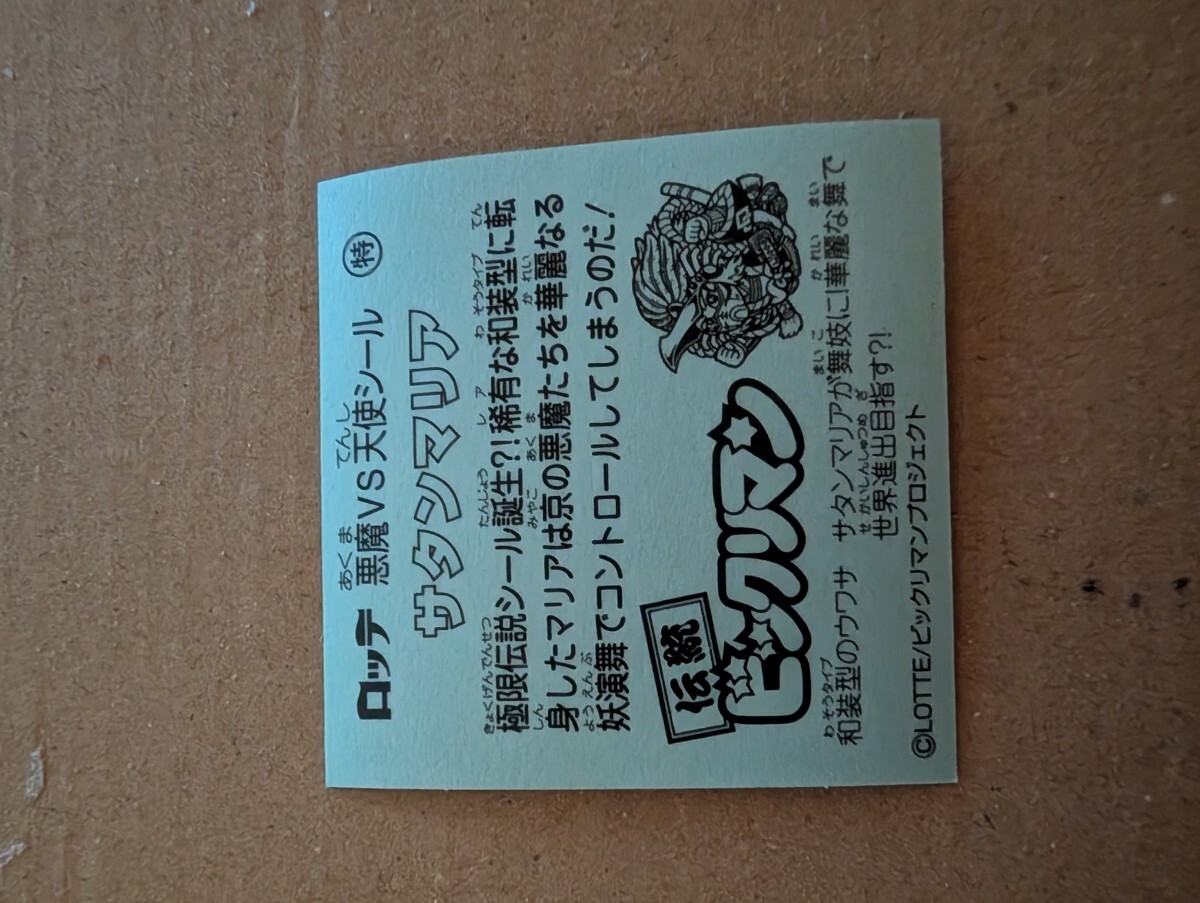 ロッテ 悪魔VS天使シール 特
サタンマリア
極限伝説シール誕生?!稀有な和装型に転
身したマリアは京の悪魔たちを華麗なる
妖演舞でコントロールしてしまうのだ!
伝統
ビックリマン
和装型のウワサ サタンマリアが舞妓に!華麗な舞で
世界進出目指す?!
©LOTTE/ビックリマンプロジェクト